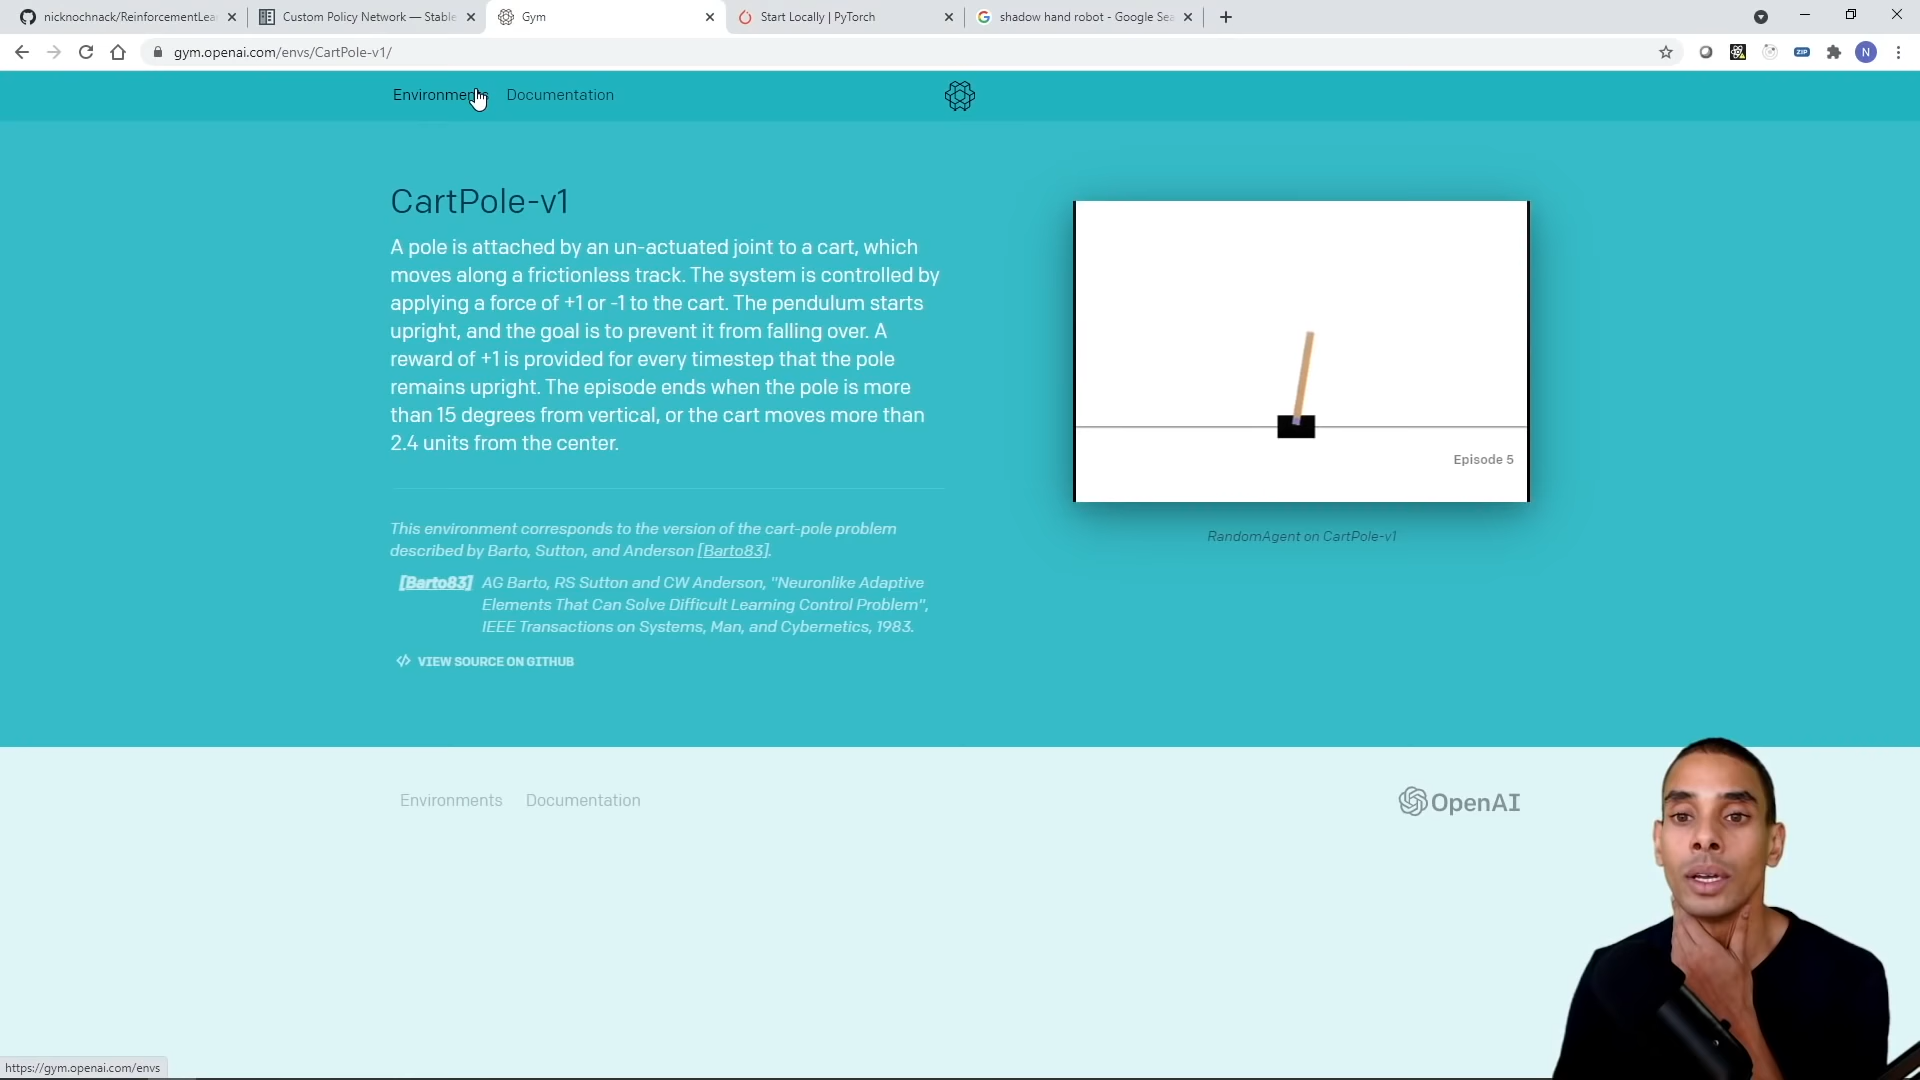 nicknochnack/ReinforcementLea
Custom Policy Network — Stable
Gym
Start Locally | PyTorch
shadow hand robot - Google Sea
gym.openai.com/envs/CartPole-v1/
ZIP
N
Environments
Documentation
CartPole-v1
A pole is attached by an un-actuated joint to a cart, which
moves along a frictionless track. The system is controlled by
applying a force of +1 or -1 to the cart. The pendulum starts
upright, and the goal is to prevent it from falling over. A
reward of +1 is provided for every timestep that the pole
remains upright. The episode ends when the pole is more
than 15 degrees from vertical, or the cart moves more than
2.4 units from the center.
Episode 5
RandomAgent on CartPole-v1
This environment corresponds to the version of the cart-pole problem
described by Barto, Sutton, and Anderson [Barto83].
[Barto83] AG Barto, RS Sutton and CW Anderson, "Neuronlike Adaptive
Elements That Can Solve Difficult Learning Control Problem",
IEEE Transactions on Systems, Man, and Cybernetics, 1983.
VIEW SOURCE ON GITHUB
Environments
Documentation
OpenAI
https://gym.openai.com/envs